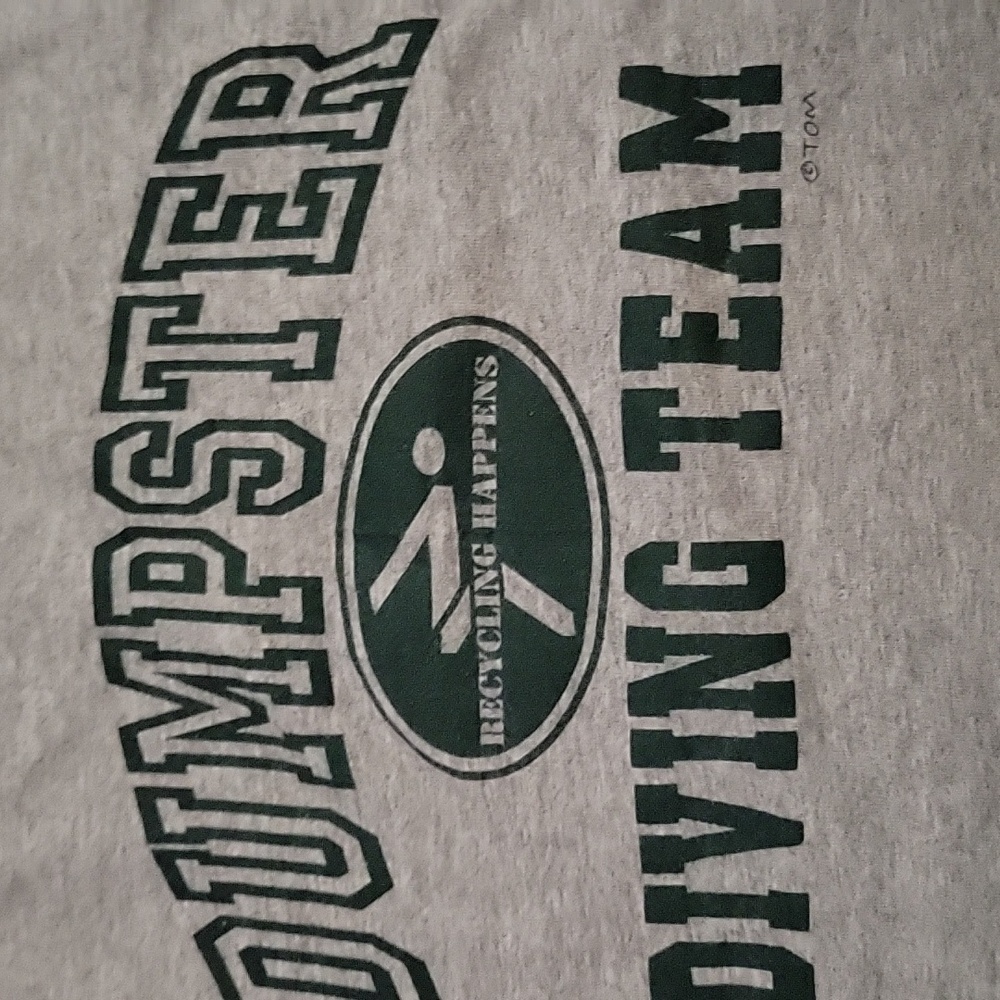 DUMPSTER
RECYCLING HAPPENS
DIVING TEAM
©TOM